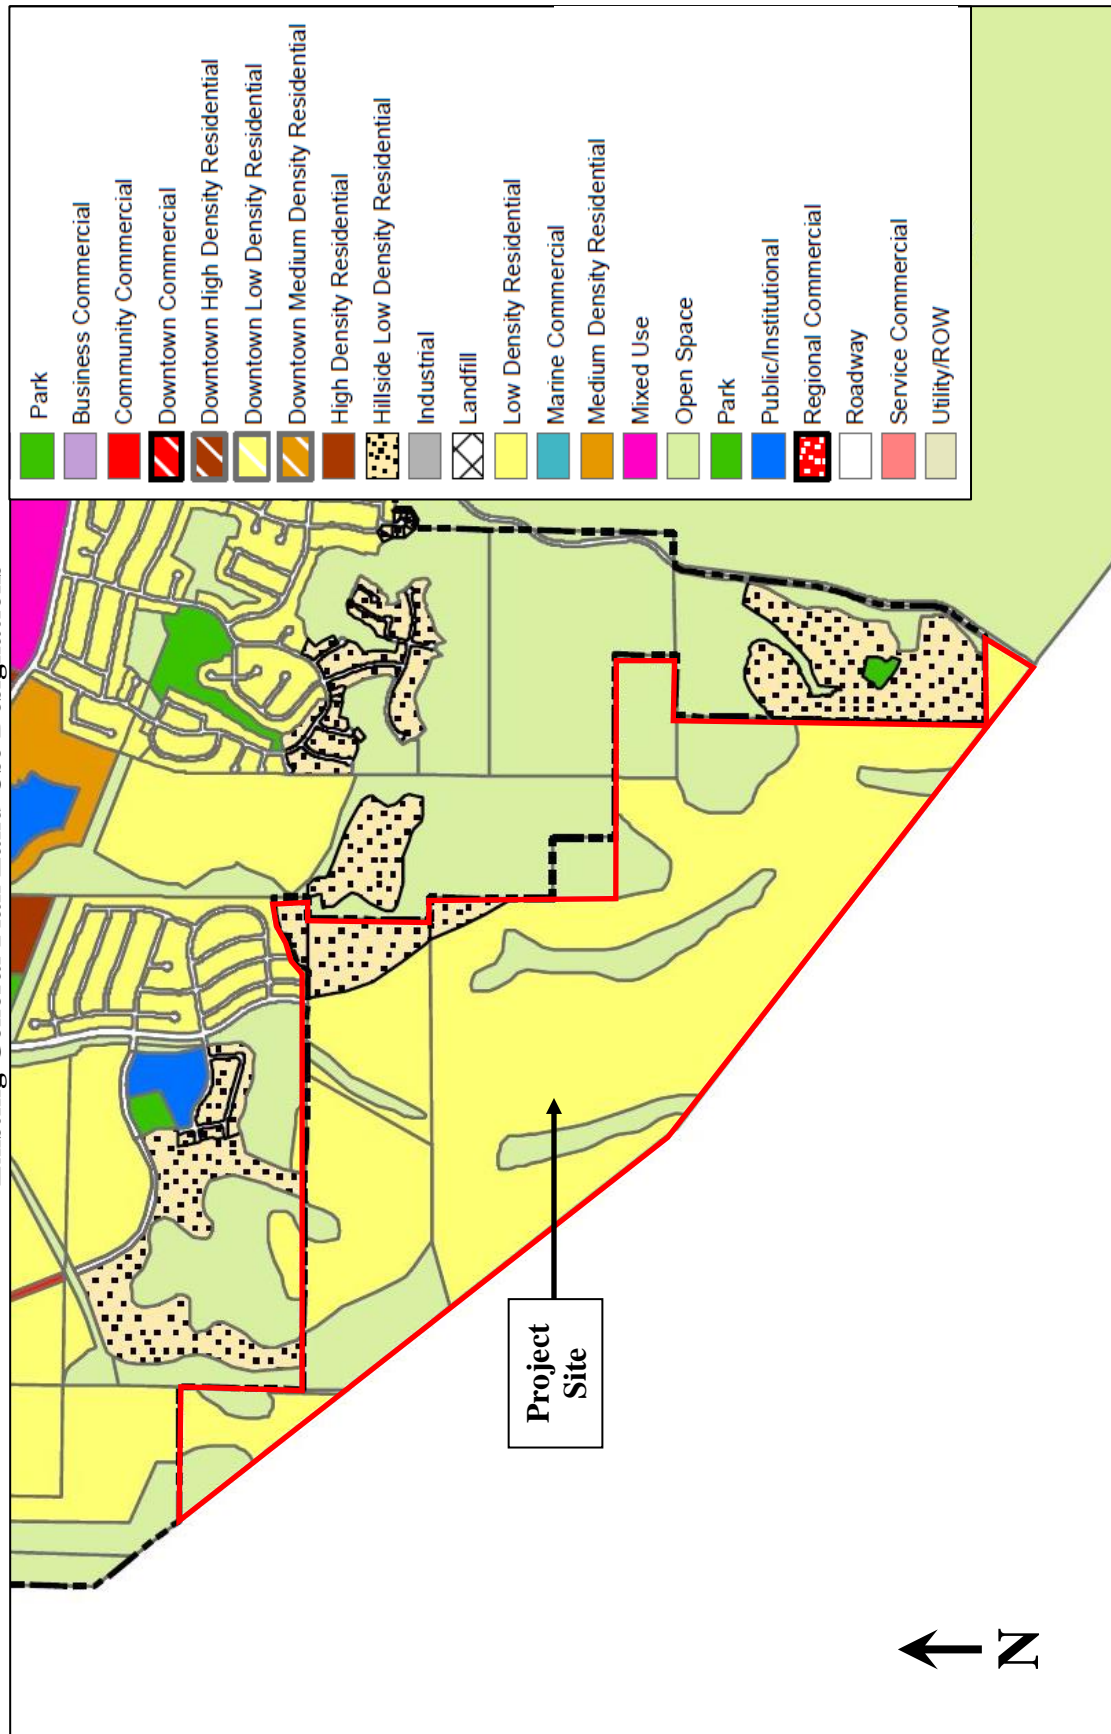 Park
Business Commercial
Community Commercial
Downtown Commercial
Downtown High Density Residential
Downtown Low Density Residential
Downtown Medium Density Residential
High Density Residential
Hillside Low Density Residential
Industrial
Landfill
Low Density Residential
Marine Commercial
Medium Density Residential
Mixed Use
Open Space
Park
Public/Institutional
Regional Commercial
Roadway
Service Commercial
Utility/ROW
Project
Site
N